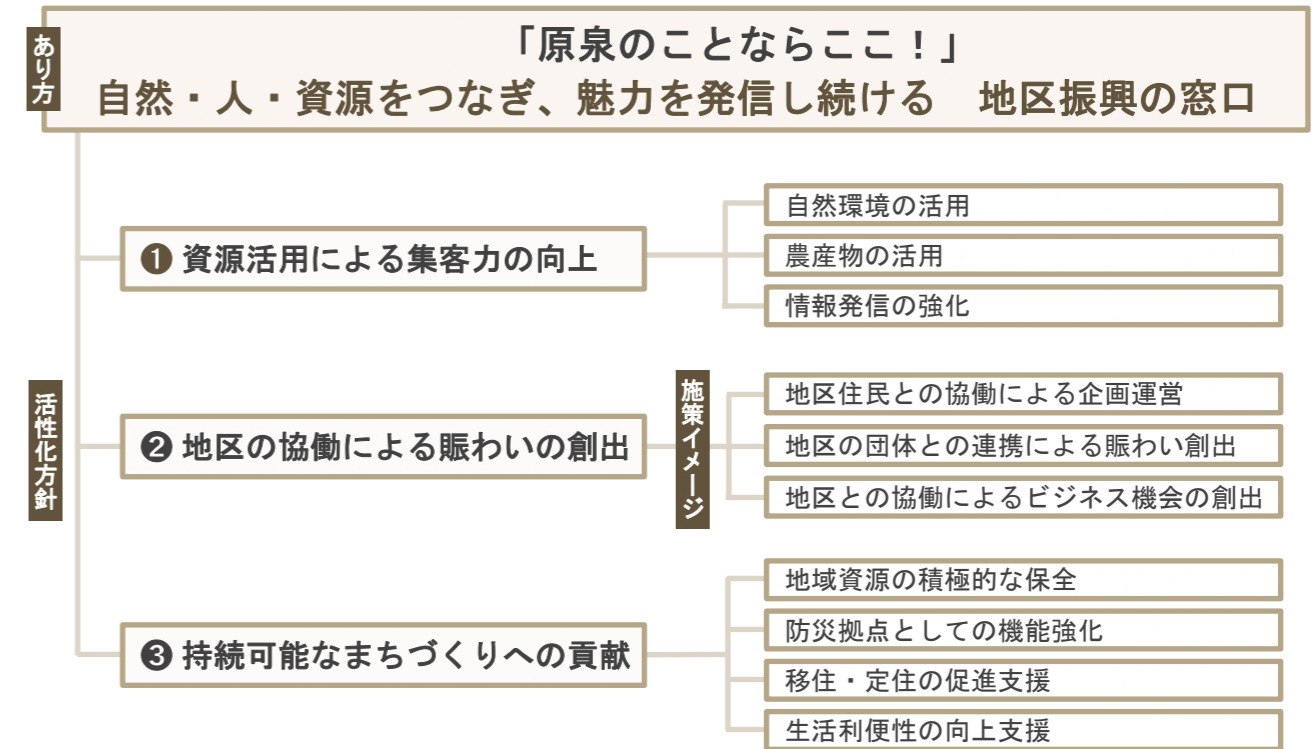 あり方
「原泉のことならここ！」
自然・人・資源をつなぎ、魅力を発信し続ける　地区振興の窓口
活性化方針
❶ 資源活用による集客力の向上
❷ 地区の協働による賑わいの創出
❸ 持続可能なまちづくりへの貢献
施策イメージ
自然環境の活用
農産物の活用
情報発信の強化
地区住民との協働による企画運営
地区の団体との連携による賑わい創出
地区との協働によるビジネス機会の創出
地域資源の積極的な保全
防災拠点としての機能強化
移住・定住の促進支援
生活利便性の向上支援